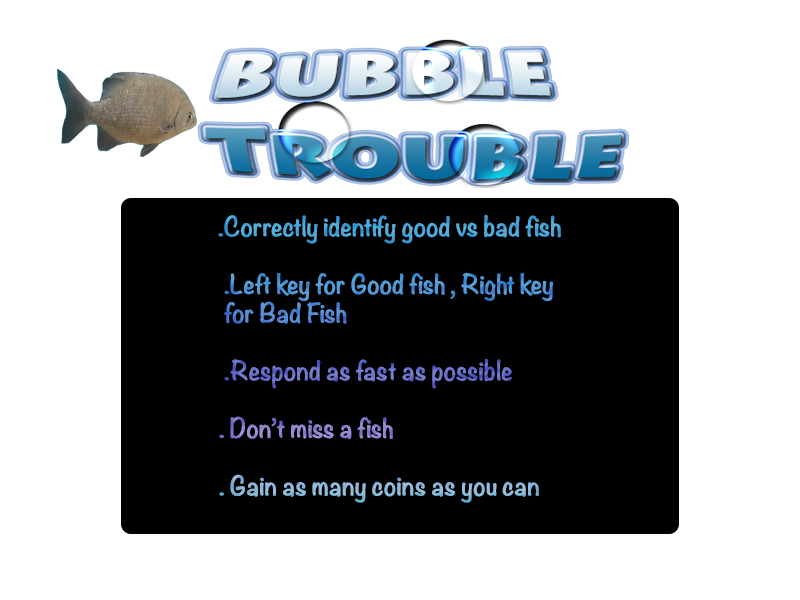 BUBBLE
TROUBLE
.Correctly identify good vs bad fish
.Left key for Good fish , Right key
for Bad Fish
.Respond as fast as possible
. Don't miss a fish
. Gain as many coins as you can